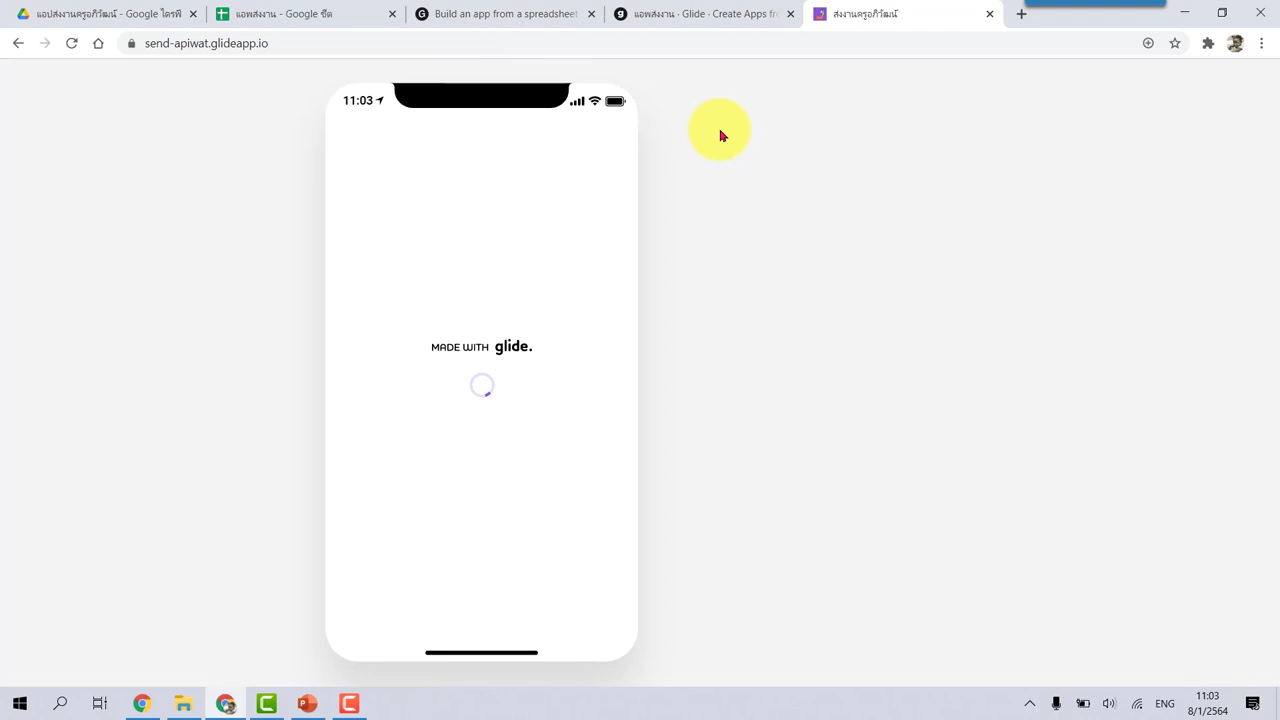 แอปส่งงานครูอภิวัฒน์ - Google ไดรฟ์
แอพส่งงาน - Google ชีต
Build an app from a spreadsheet
แอพส่งงาน - Glide · Create Apps fr
ส่งงานครูอภิวัฒน์
send-apiwat.glideapp.io
11:03
MADE WITH glide.
ENG
11:03
8/1/2564